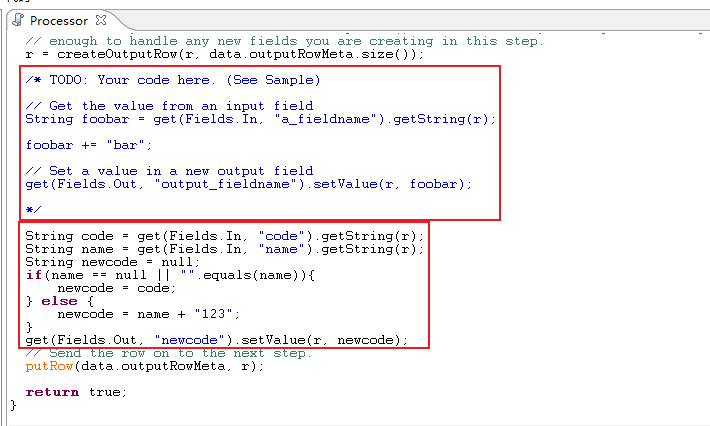 Processor
// enough to handle any new fields you are creating in this step.
r = createOutputRow(r, data.outputRowMeta.size());
/* TODO: Your code here. (See Sample)
// Get the value from an input field
String foobar = get(Fields.In, "a_fieldname").getString(r);
foobar += "bar";
// Set a value in a new output field
get(Fields.Out, "output_fieldname").setValue(r, foobar);
*/
String code = get(Fields.In, "code").getString(r);
String name = get(Fields.In, "name").getString(r);
String newcode = null;
if(name == null || "".equals(name)){
newcode = code;
} else {
newcode = name + "123";
}
get(Fields.Out, "newcode").setValue(r, newcode);
// Send the row on to the next step.
putRow(data.outputRowMeta, r);
return true;
}